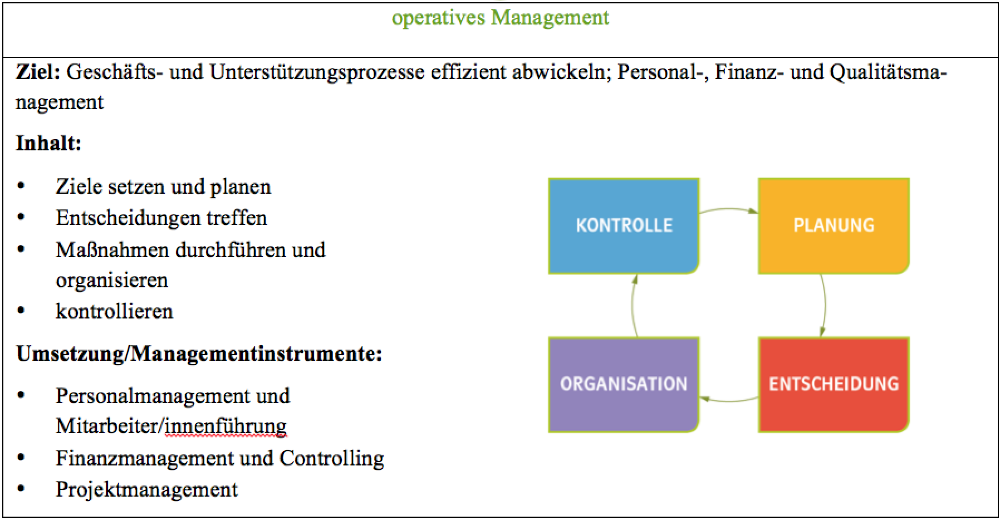 operatives Management
Ziel: Geschäfts- und Unterstützungsprozesse effizient abwickeln; Personal-, Finanz- und Qualitätsma-
nagement
Inhalt:
• Ziele setzen und planen
• Entscheidungen treffen
• Maßnahmen durchführen und
organisieren
• kontrollieren
Umsetzung/Managementinstrumente:
• Personalmanagement und
Mitarbeiter/innenführung
• Finanzmanagement und Controlling
• Projektmanagement
KONTROLLE
PLANUNG
ORGANISATION
ENTSCHEIDUNG